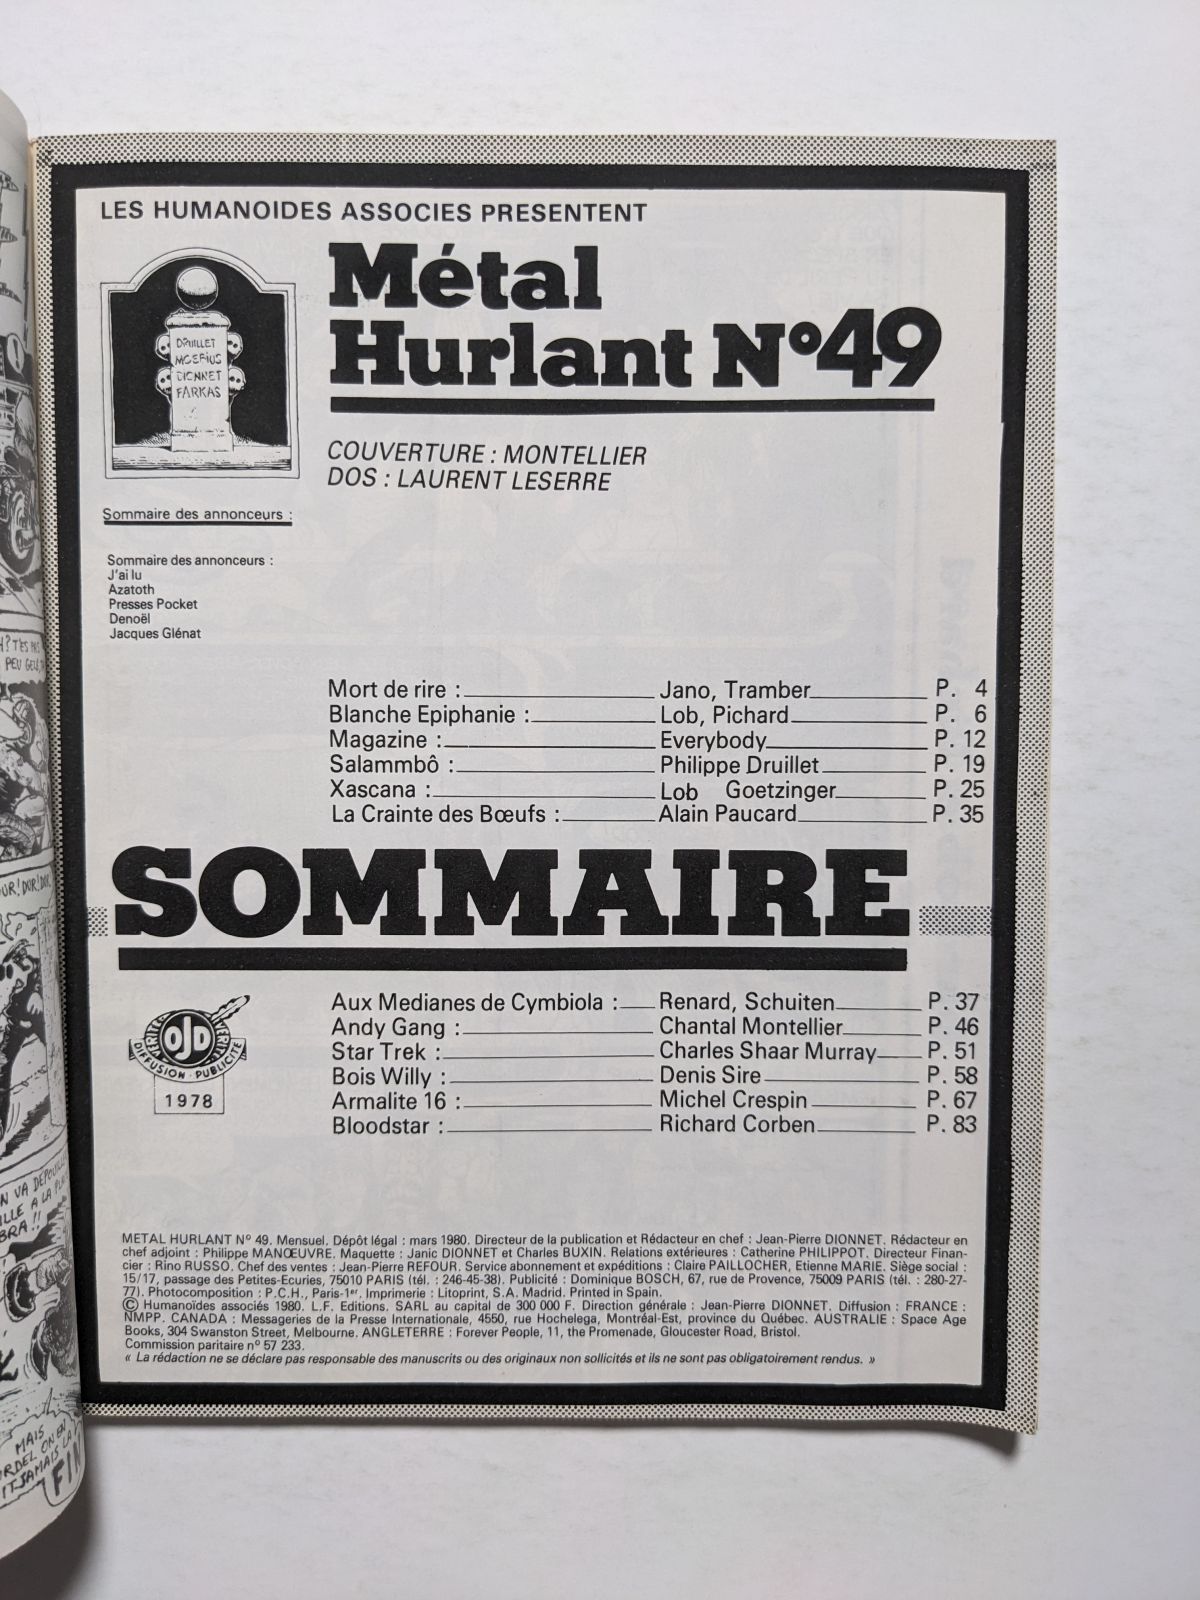 LES HUMANOIDES ASSOCIES PRESENTENT
Métal
Hurlant Nº49
DRUILLET
MOEBIUS
DIONNET
FARKAS
COUVERTURE : MONTELLIER
DOS : LAURENT LESERRE
Sommaire des annonceurs :
Sommaire des annonceurs :
J'ai lu
Azatoth
Presses Pocket
Denoël
Jacques Glénat
Mort de rire : Jano, Tramber P. 4
Blanche Epiphanie : Lob, Pichard P. 6
Magazine : Everybody P. 12
Salammbô : Philippe Druillet P. 19
Xascana : Lob Goetzinger P. 25
La Crainte des Bœufs : Alain Paucard P. 35
SOMMAIRE
Aux Medianes de Cymbiola : Renard, Schuiten P. 37
Andy Gang : Chantal Montellier P. 46
Star Trek : Charles Shaar Murray P. 51
Bois Willy : Denis Sire P. 58
Armalite 16 : Michel Crespin P. 67
Bloodstar : Richard Corben P. 83
VERITE OJD VERITE
DIFFUSION - PUBLICITE
1978
METAL HURLANT Nº 49. Mensuel. Dépôt légal : mars 1980. Directeur de la publication et Rédacteur en chef : Jean-Pierre DIONNET. Rédacteur en
chef adjoint : Philippe MANŒUVRE. Maquette : Janic DIONNET et Charles BUXIN. Relations extérieures : Catherine PHILIPPOT. Directeur Finan-
cier : Rino RUSSO. Chef des ventes : Jean-Pierre REFOUR. Service abonnement et expéditions : Claire PAILLOCHER, Etienne MARIE. Siège social :
15/17, passage des Petites-Ecuries, 75010 PARIS (tél. : 246-45-38). Publicité : Dominique BOSCH, 67, rue de Provence, 75009 PARIS (tél. : 280-27-
77). Photocomposition : P.C.H., Paris-1er. Imprimerie : Litoprint, S.A. Madrid. Printed in Spain.
© Humanoïdes associés 1980. L.F. Editions. SARL au capital de 300 000 F. Direction générale : Jean-Pierre DIONNET. Diffusion : FRANCE :
NMPP. CANADA : Messageries de la Presse Internationale, 4550, rue Hochelega, Montréal-Est, province du Québec. AUSTRALIE : Space Age
Books, 304 Swanston Street, Melbourne. ANGLETERRE : Forever People, 11, the Promenade, Gloucester Road, Bristol.
Commission paritaire nº 57 233.
« La rédaction ne se déclare pas responsable des manuscrits ou des originaux non sollicités et ils ne sont pas obligatoirement rendus. »
MAIS
ON EN
JAMAIS LA
FIN